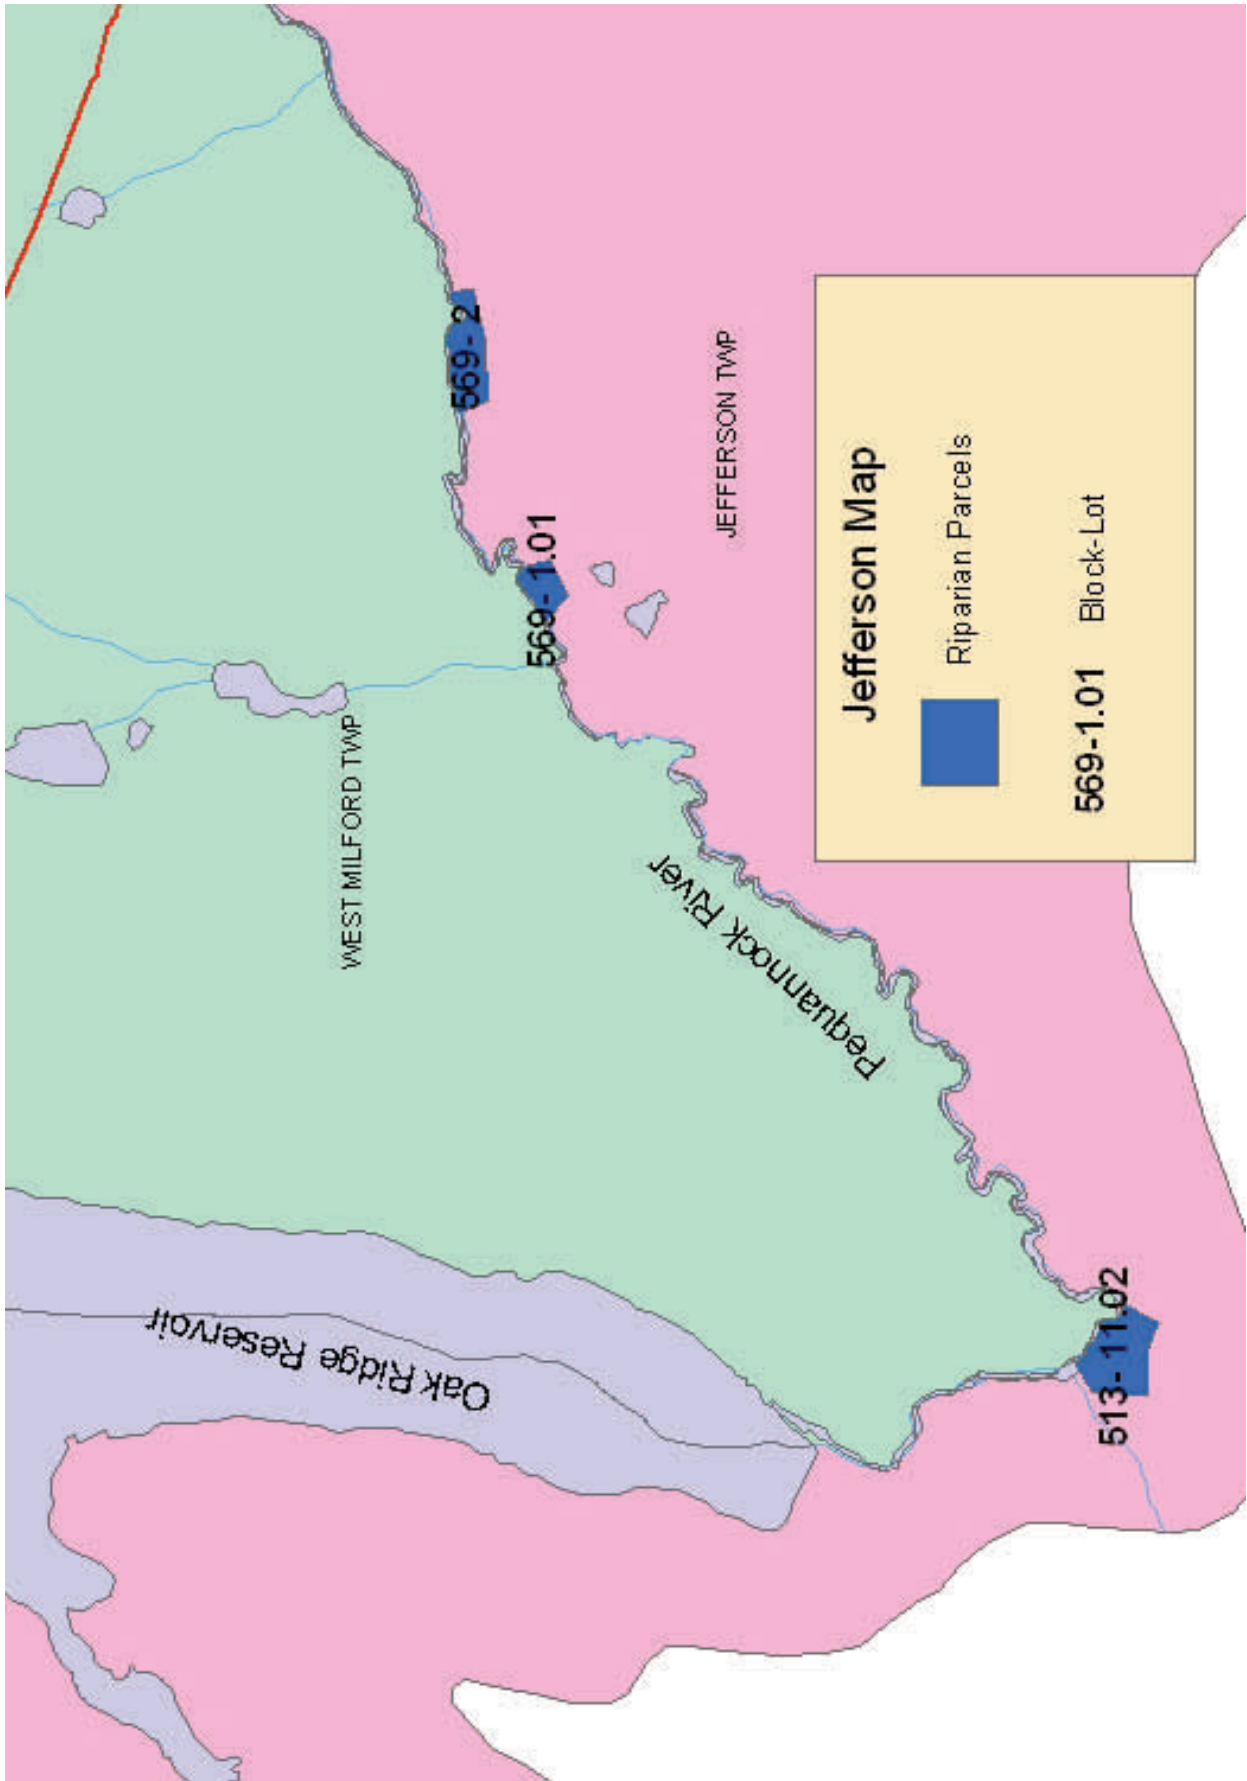 Oak Ridge Reservoir
WEST MILFORD TWP
569- 2
569- 1.01
Pequannock River
JEFFERSON TWP
513- 11.02
Jefferson Map
Riparian Parcels
569-1.01 Block-Lot